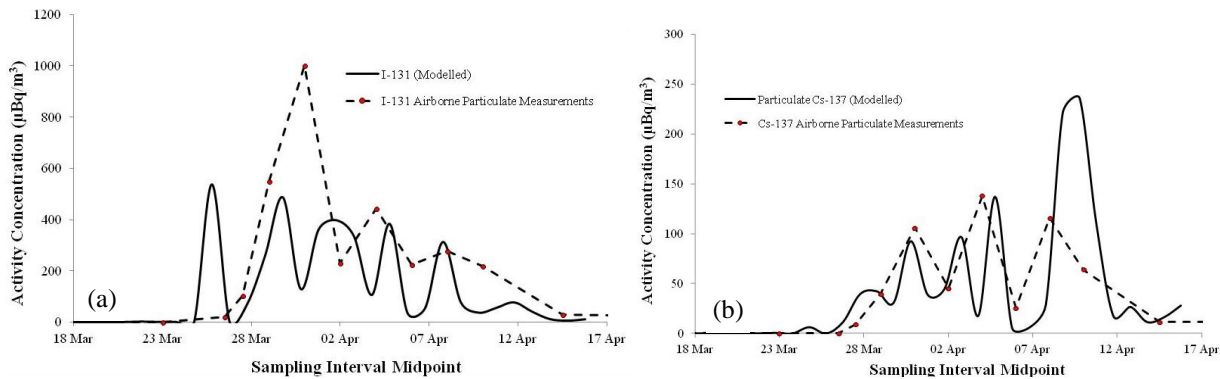 1200
1000
800
600
400
200
0
Activity Concentration (µBq/m³)
I-131 (Modelled)
I-131 Airborne Particulate Measurements
(a)
18 Mar 23 Mar 28 Mar 02 Apr 07 Apr 12 Apr 17 Apr
Sampling Interval Midpoint
300
250
200
150
100
50
0
Activity Concentration (µBq/m³)
Particulate Cs-137 (Modelled)
Cs-137 Airborne Particulate Measurements
(b)
18 Mar 23 Mar 28 Mar 02 Apr 07 Apr 12 Apr 17 Apr
Sampling Interval Midpoint